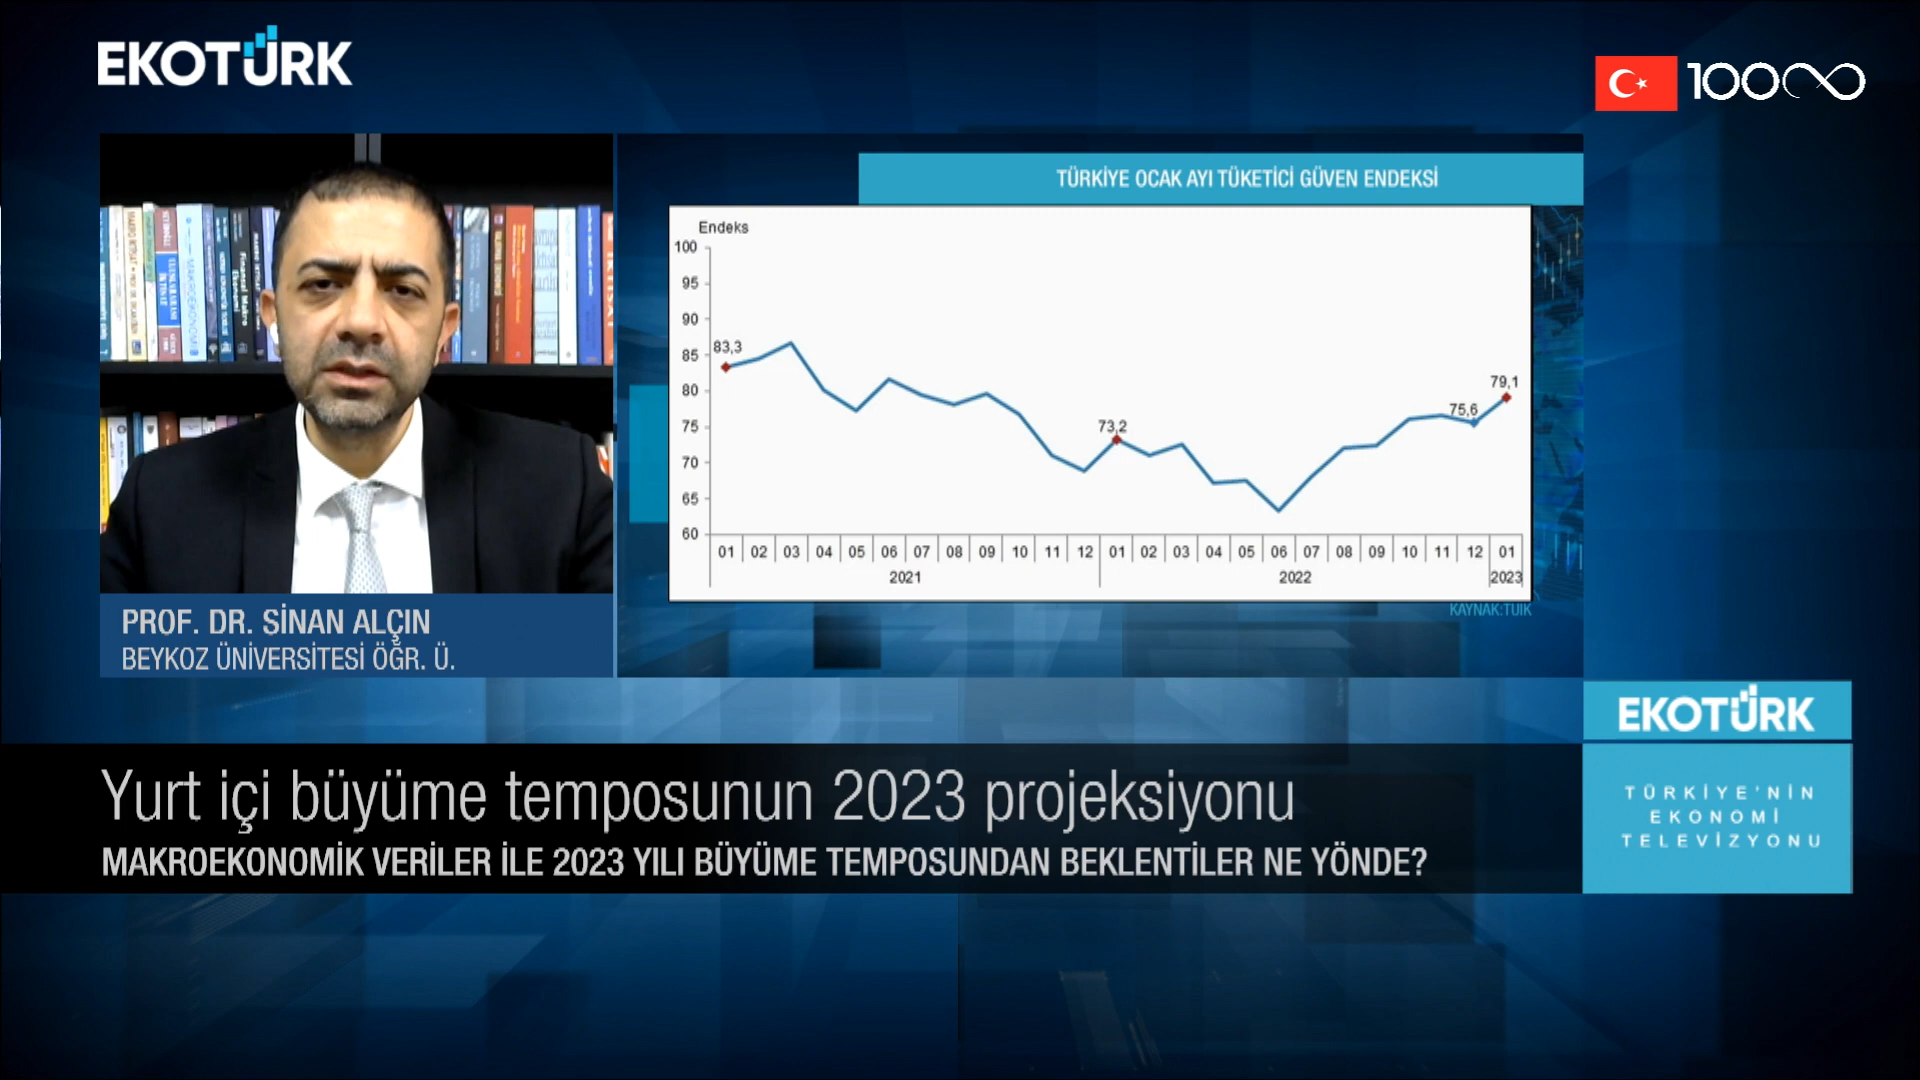 EKOTÜRK
100
TÜRKİYE OCAK AYI TÜKETİCİ GÜVEN ENDEKSİ
Endeks
100
95
90
85
80
75
70
65
60
83,3
73,2
75,6
79,1
01 02 03 04 05 06 07 08 09 10 11 12 01 02 03 04 05 06 07 08 09 10 11 12 01
2021 2022 2023
KAYNAK:TUIK
PROF. DR. SİNAN ALÇIN
BEYKOZ ÜNİVERSİTESİ ÖĞR. Ü.
EKOTÜRK
TÜRKİYE'NİN
EKONOMİ
TELEVİZYONU
Yurt içi büyüme temposunun 2023 projeksiyonu
MAKROEKONOMİK VERİLER İLE 2023 YILI BÜYÜME TEMPOSUNDAN BEKLENTİLER NE YÖNDE?